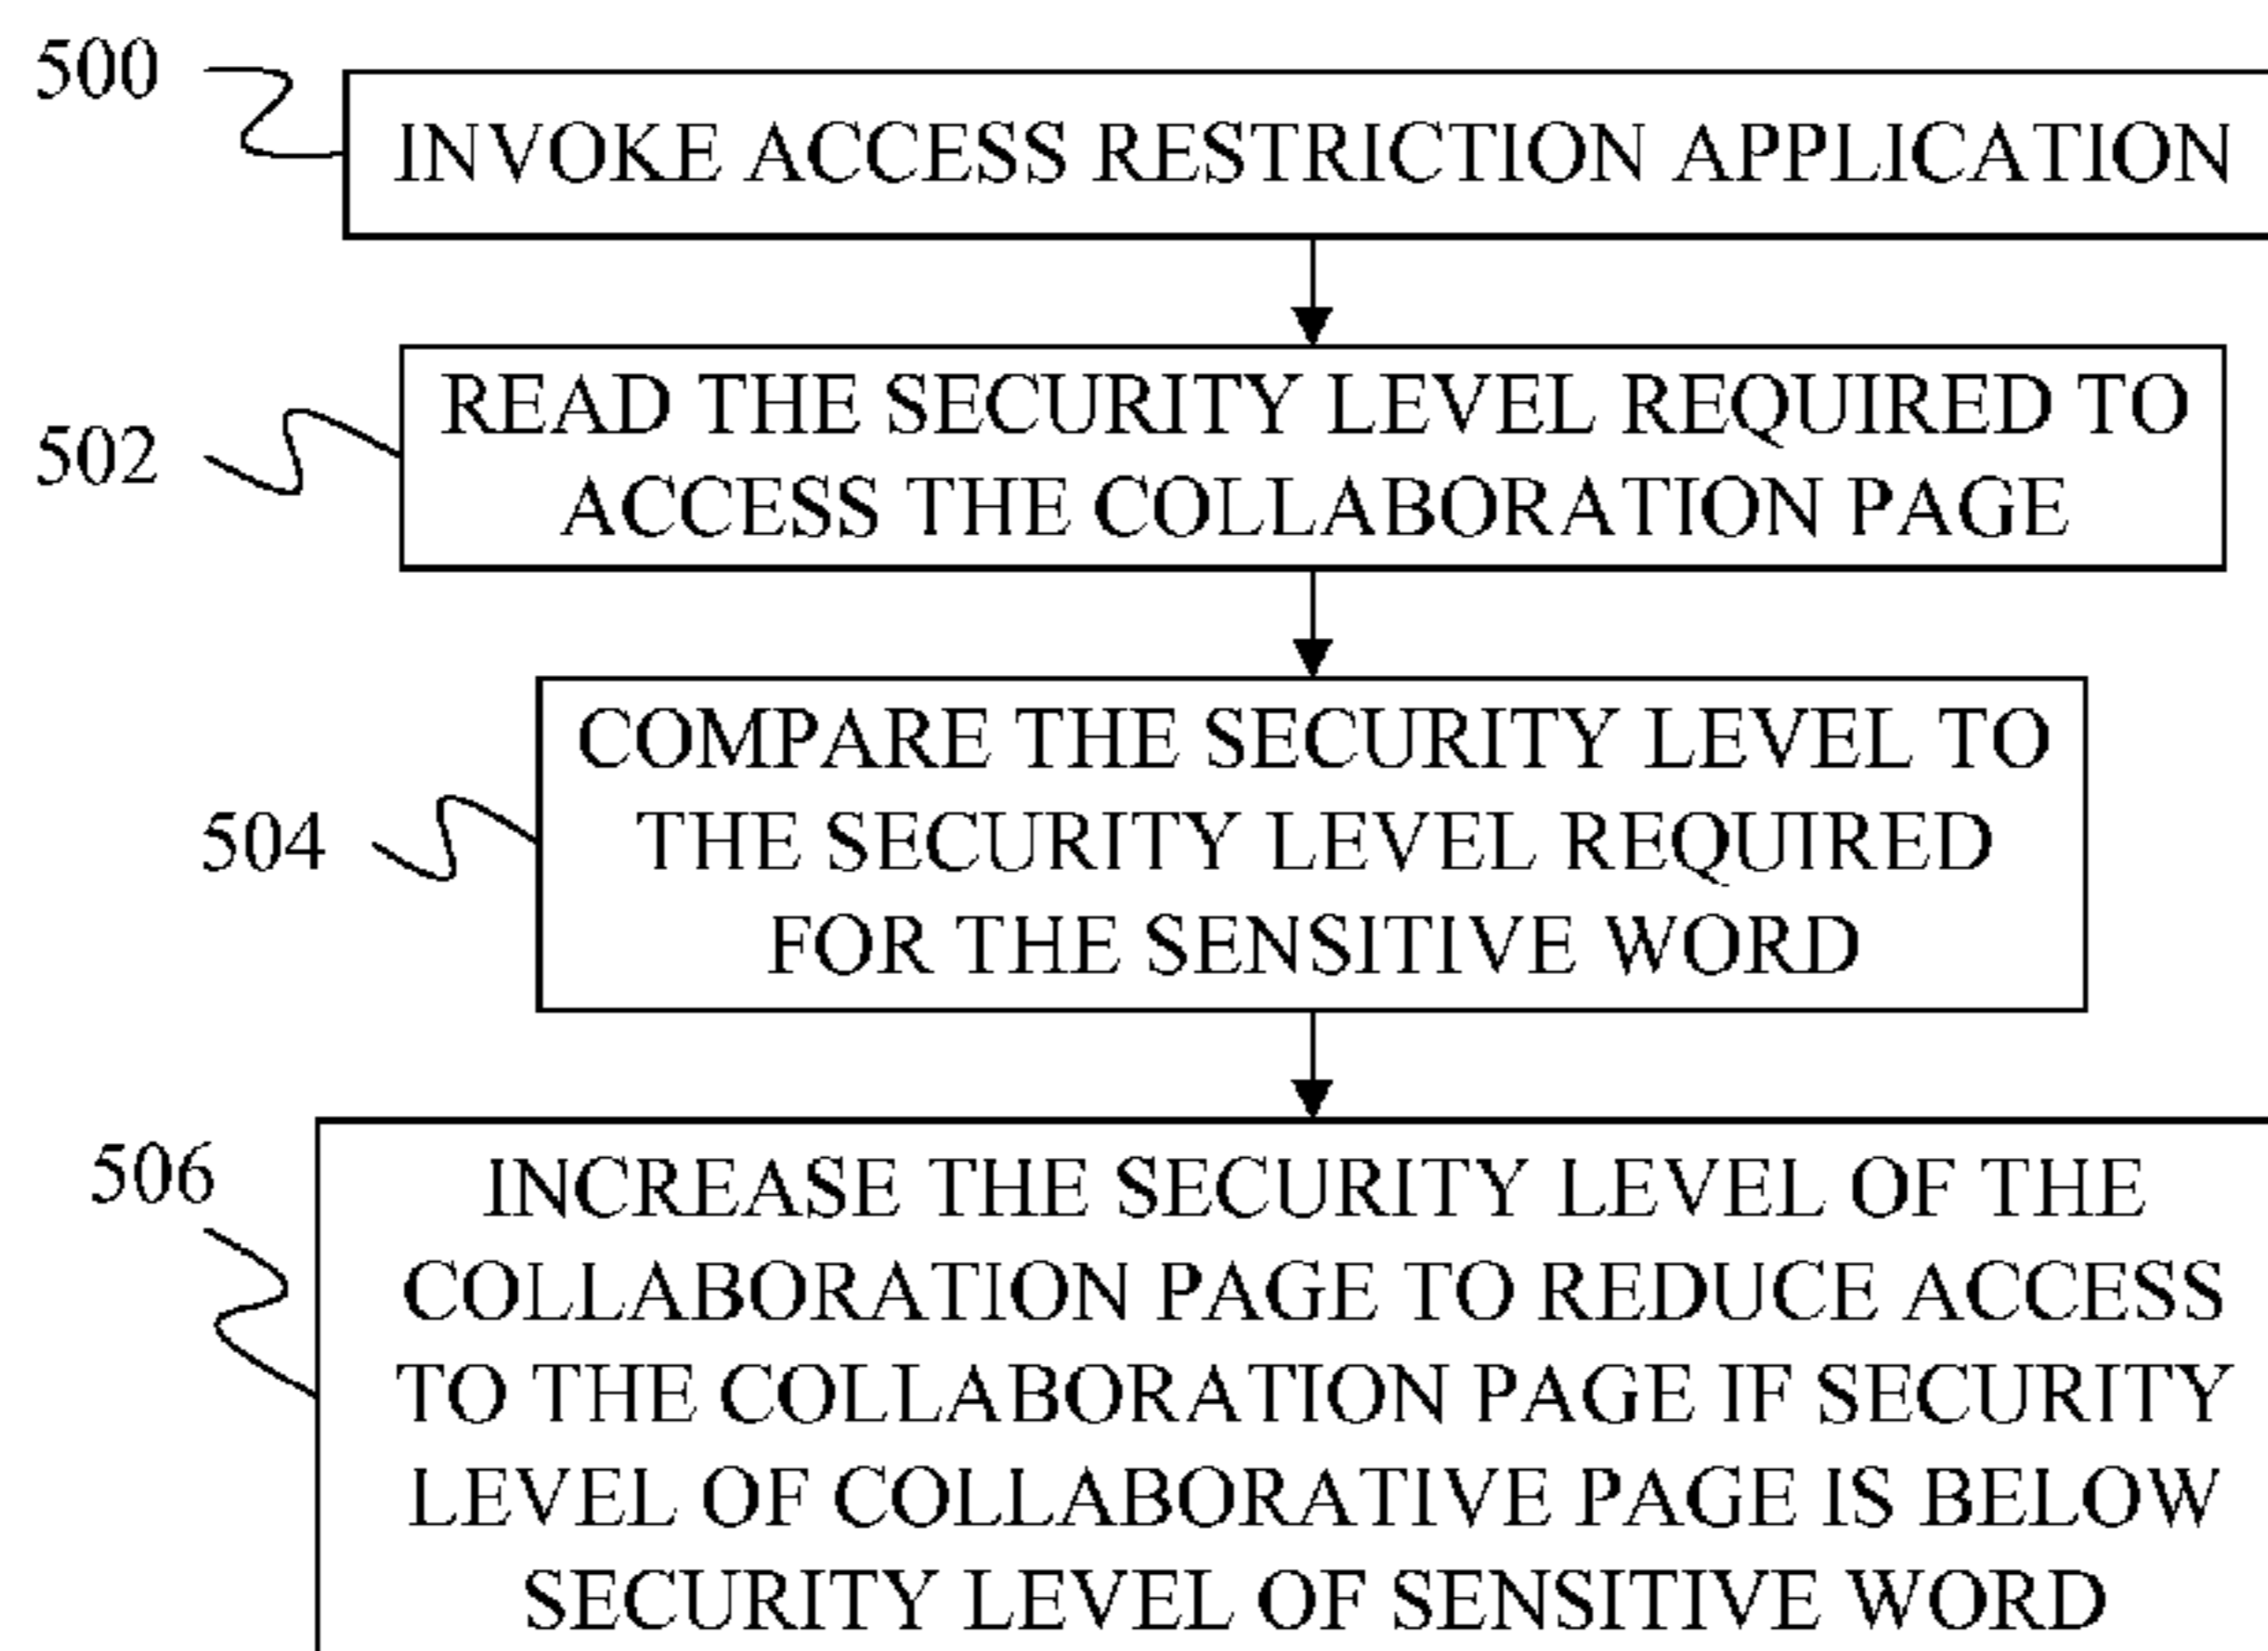 500
INVOKE ACCESS RESTRICTION APPLICATION
502
READ THE SECURITY LEVEL REQUIRED TO
ACCESS THE COLLABORATION PAGE
504
COMPARE THE SECURITY LEVEL TO
THE SECURITY LEVEL REQUIRED
FOR THE SENSITIVE WORD
506
INCREASE THE SECURITY LEVEL OF THE
COLLABORATION PAGE TO REDUCE ACCESS
TO THE COLLABORATION PAGE IF SECURITY
LEVEL OF COLLABORATIVE PAGE IS BELOW
SECURITY LEVEL OF SENSITIVE WORD